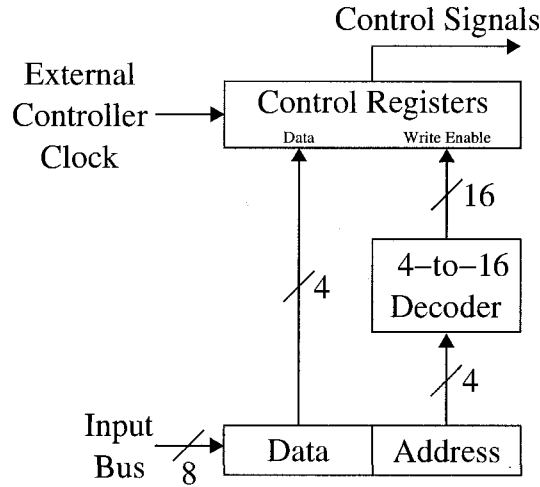 Control Signals
External
Controller
Clock
Control Registers
Data
Write Enable
16
4-to-16
Decoder
4
4
Input
Bus
8
Data
Address